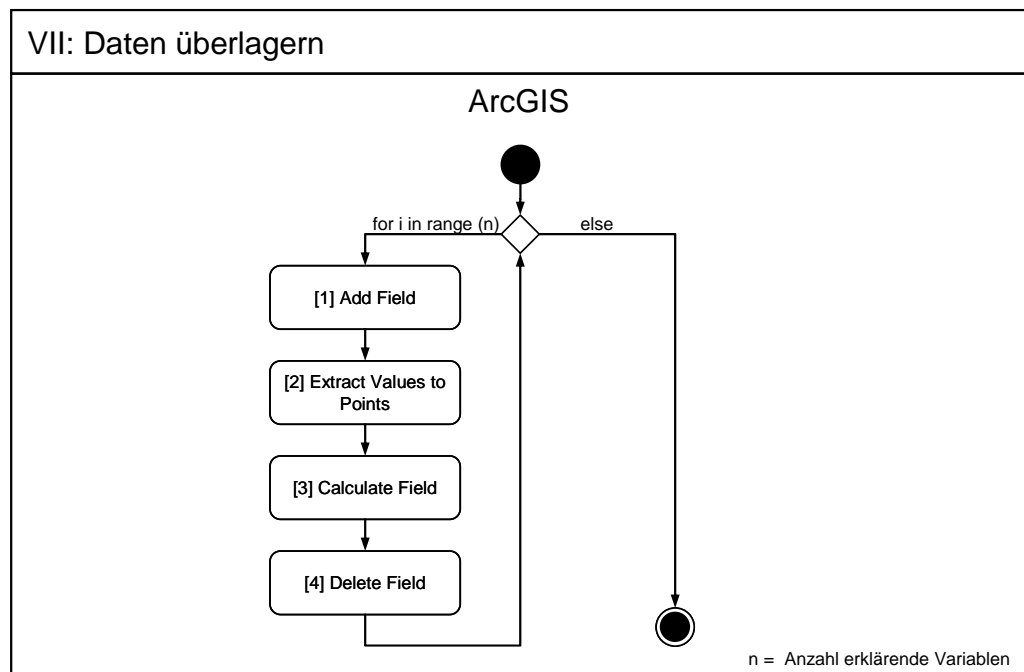 VII: Daten überlagern
ArcGIS
for i in range (n)
else
[1] Add Field
[2] Extract Values to
Points
[3] Calculate Field
[4] Delete Field
n = Anzahl erklärende Variablen